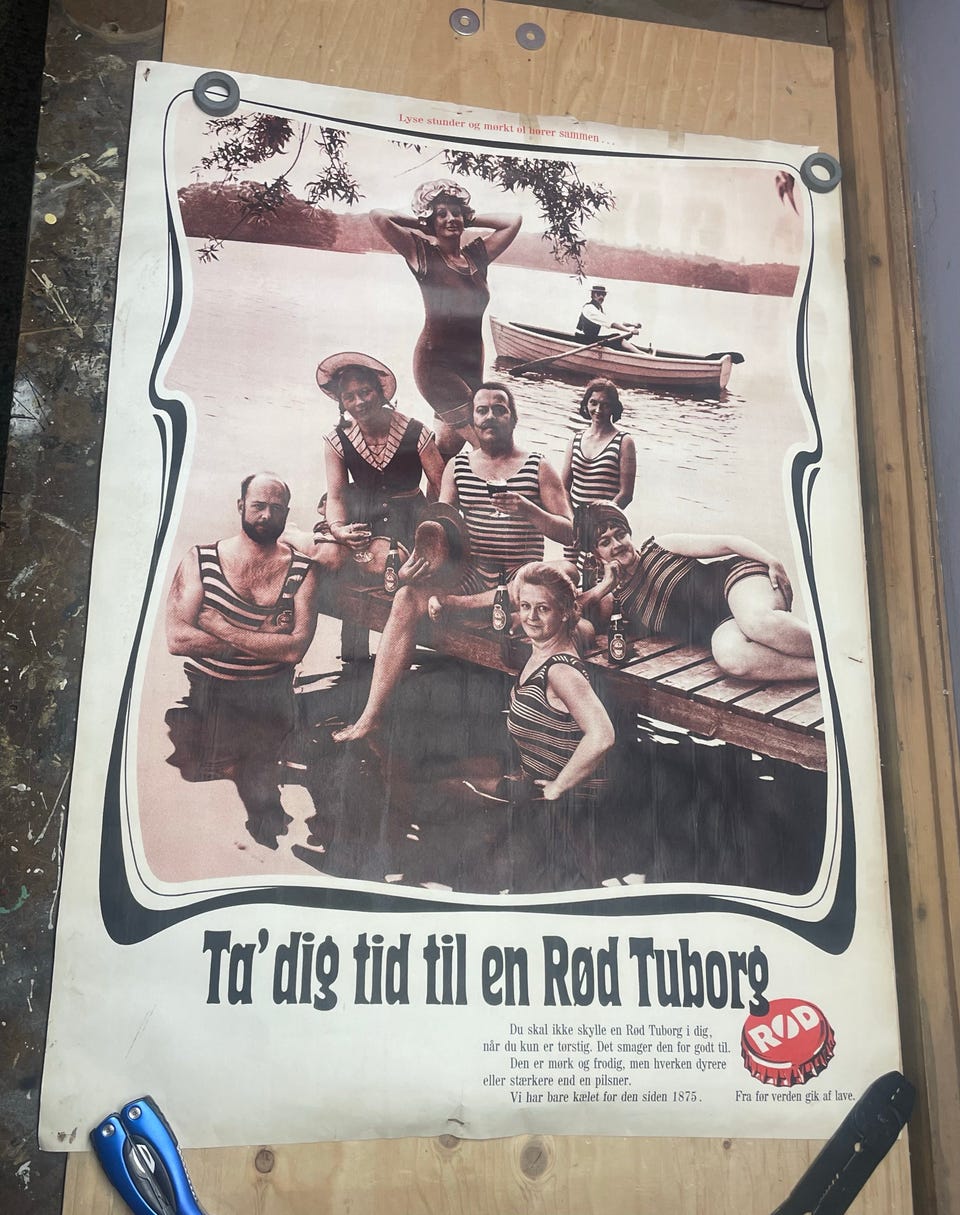 Lyse stunder og mørkt øl hører sammen . . .
Ta' dig tid til en Rød Tuborg
Du skal ikke skylle en Rød Tuborg i dig,
når du kun er tørstig. Det smager den for godt til.
Den er mørk og frodig, men hverken dyrere
eller stærkere end en pilsner.
Vi har bare kælet for den siden 1875.
RØD
Fra før verden gik af lave.